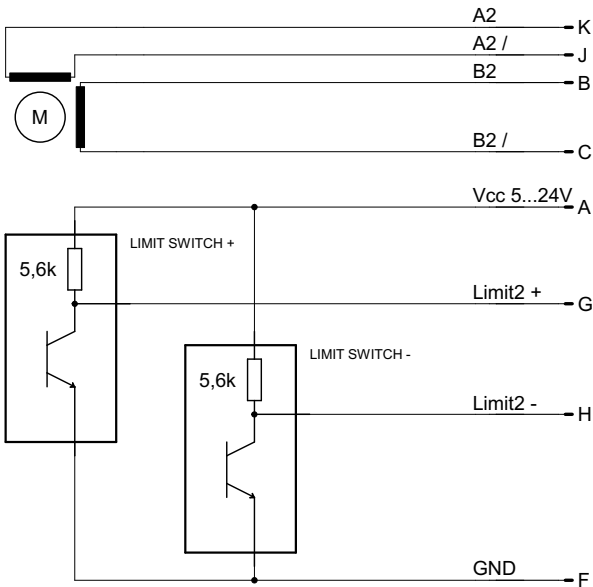 A2
K
A2 /
J
B2
B
M
B2 /
C
Vcc 5...24V
A
LIMIT SWITCH +
5,6k
Limit2 +
G
LIMIT SWITCH -
5,6k
Limit2 -
H
GND
F